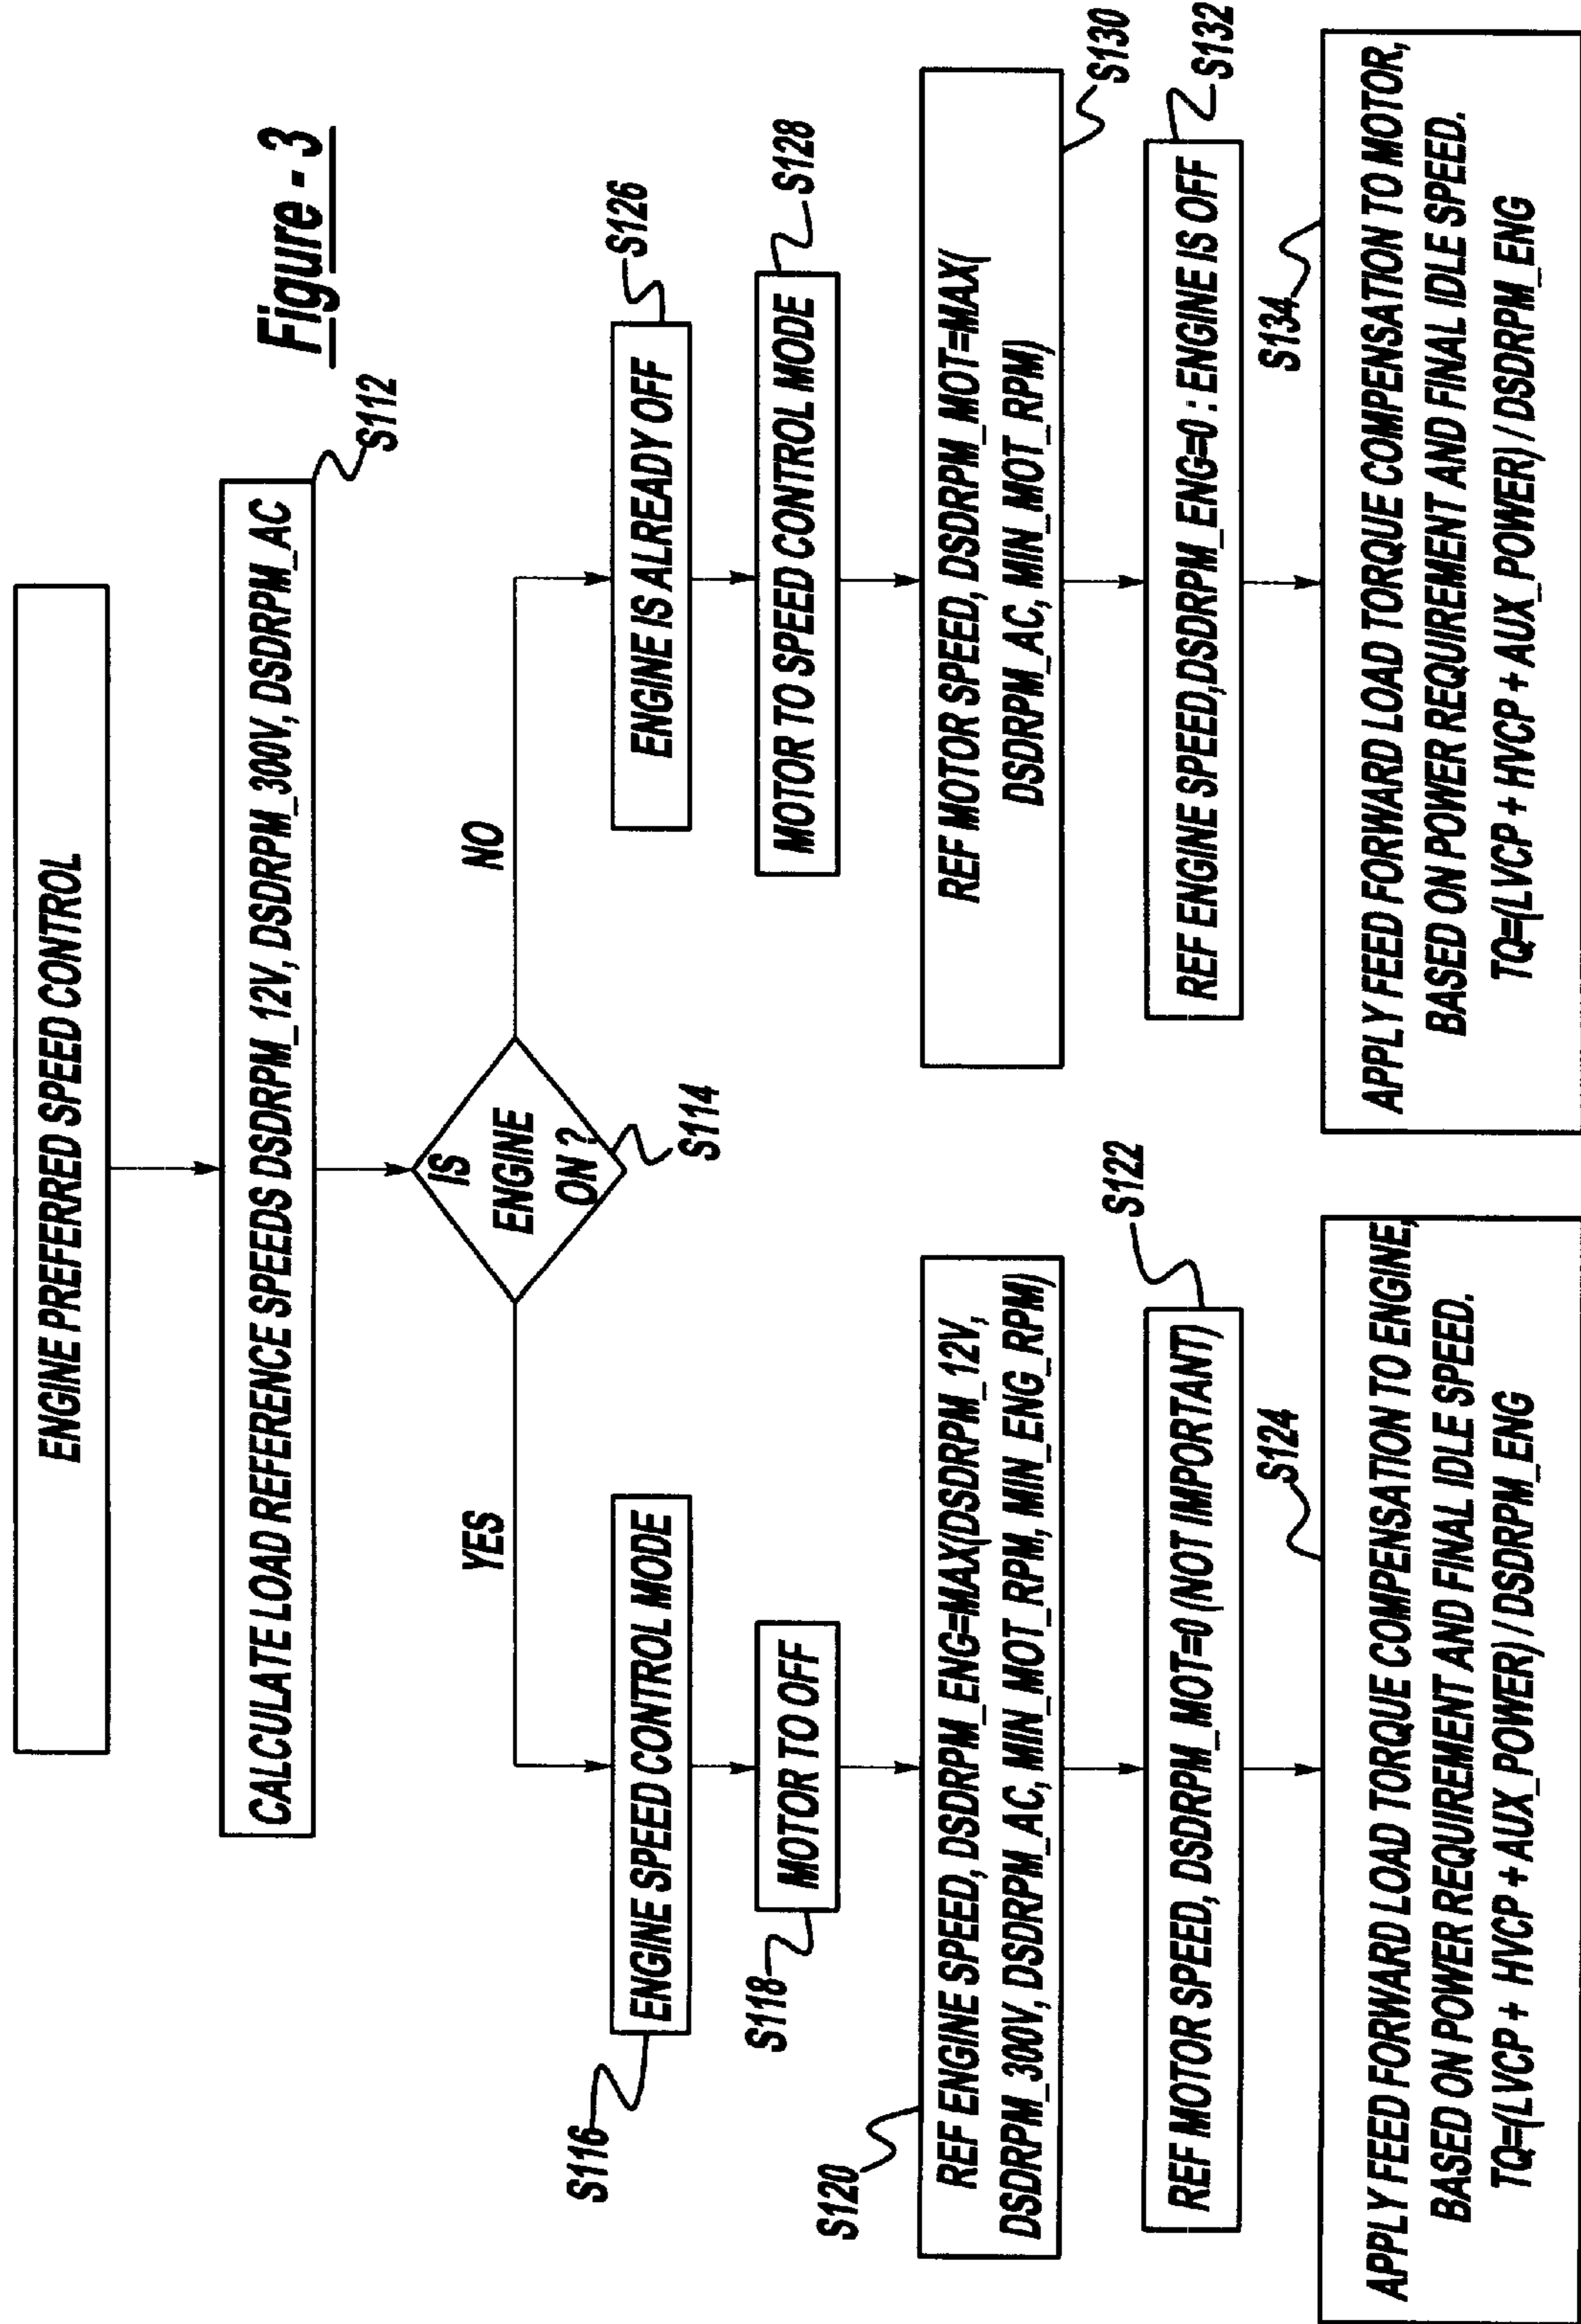 Figure - 3
ENGINE PREFERRED SPEED CONTROL
CALCULATE LOAD REFERENCE SPEEDS DSDRPM_12V, DSDRPM_300V, DSDRPM_AC
S112
IS
ENGINE
ON ?
S114
YES
NO
S116
ENGINE SPEED CONTROL MODE
S118
MOTOR TO OFF
S120
REF ENGINE SPEED, DSDRPM_ENG=MAX(DSDRPM_12V,
DSDRPM_300V, DSDRPM_AC, MIN_MOT_RPM, MIN_ENG_RPM)
S122
REF MOTOR SPEED, DSDRPM_MOT=0 (NOT IMPORTANT)
S124
APPLY FEED FORWARD LOAD TORQUE COMPENSATION TO ENGINE,
BASED ON POWER REQUIREMENT AND FINAL IDLE SPEED.
TQ=(LVCP + HVCP + AUX_POWER) / DSDRPM_ENG
S126
ENGINE IS ALREADY OFF
S128
MOTOR TO SPEED CONTROL MODE
REF MOTOR SPEED, DSDRPM_MOT=MAX(
DSDRPM_AC, MIN_MOT_RPM)
S130
REF ENGINE SPEED,DSDRPM_ENG=0 : ENGINE IS OFF
S132
S134
APPLY FEED FORWARD LOAD TORQUE COMPENSATION TO MOTOR,
BASED ON POWER REQUIREMENT AND FINAL IDLE SPEED.
TQ=(LVCP + HVCP + AUX_POWER) / DSDRPM_ENG